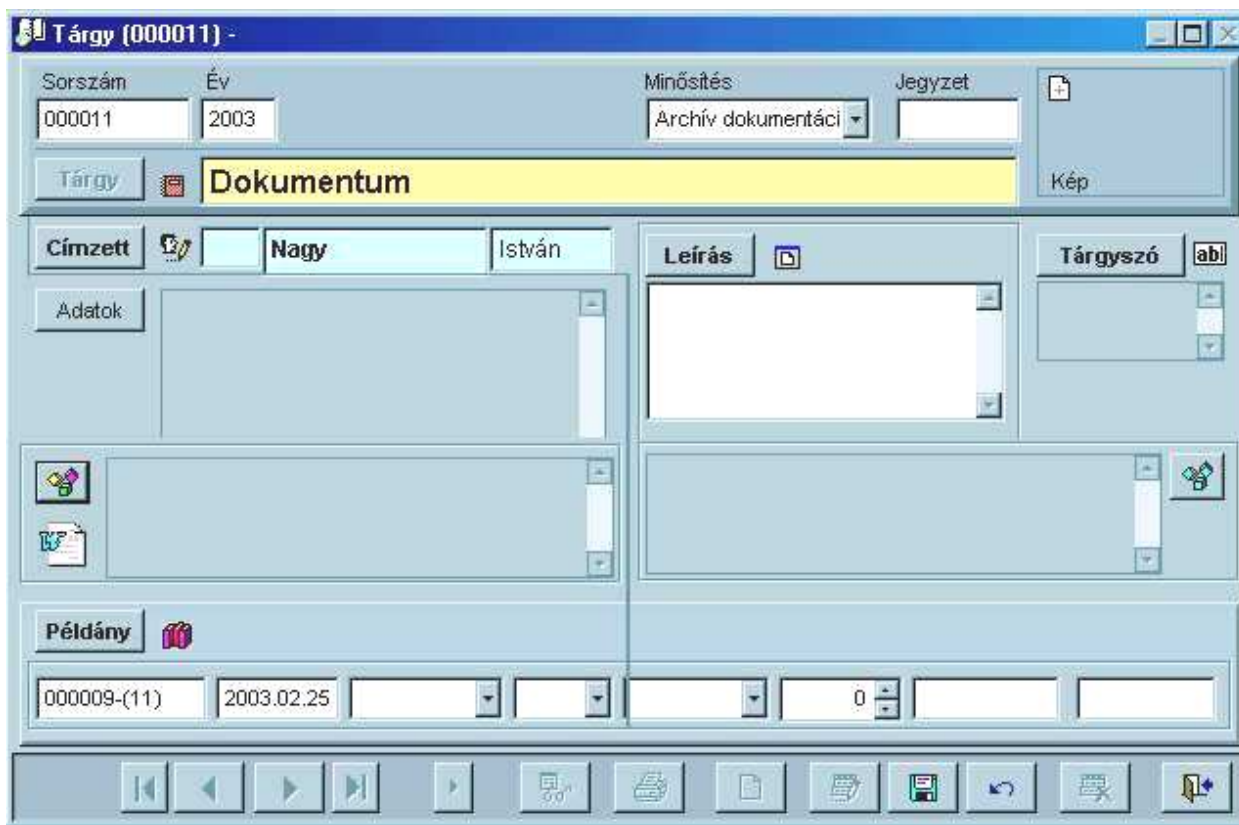 Tárgy (000011) -
Sorszám Év Minősítés Jegyzet
000011 2003 Archív dokumentáci
Tárgy Dokumentum Kép
Címzett Nagy István Leírás Tárgyszó abl
Adatok
Példány
000009-(11) 2003.02.25 0